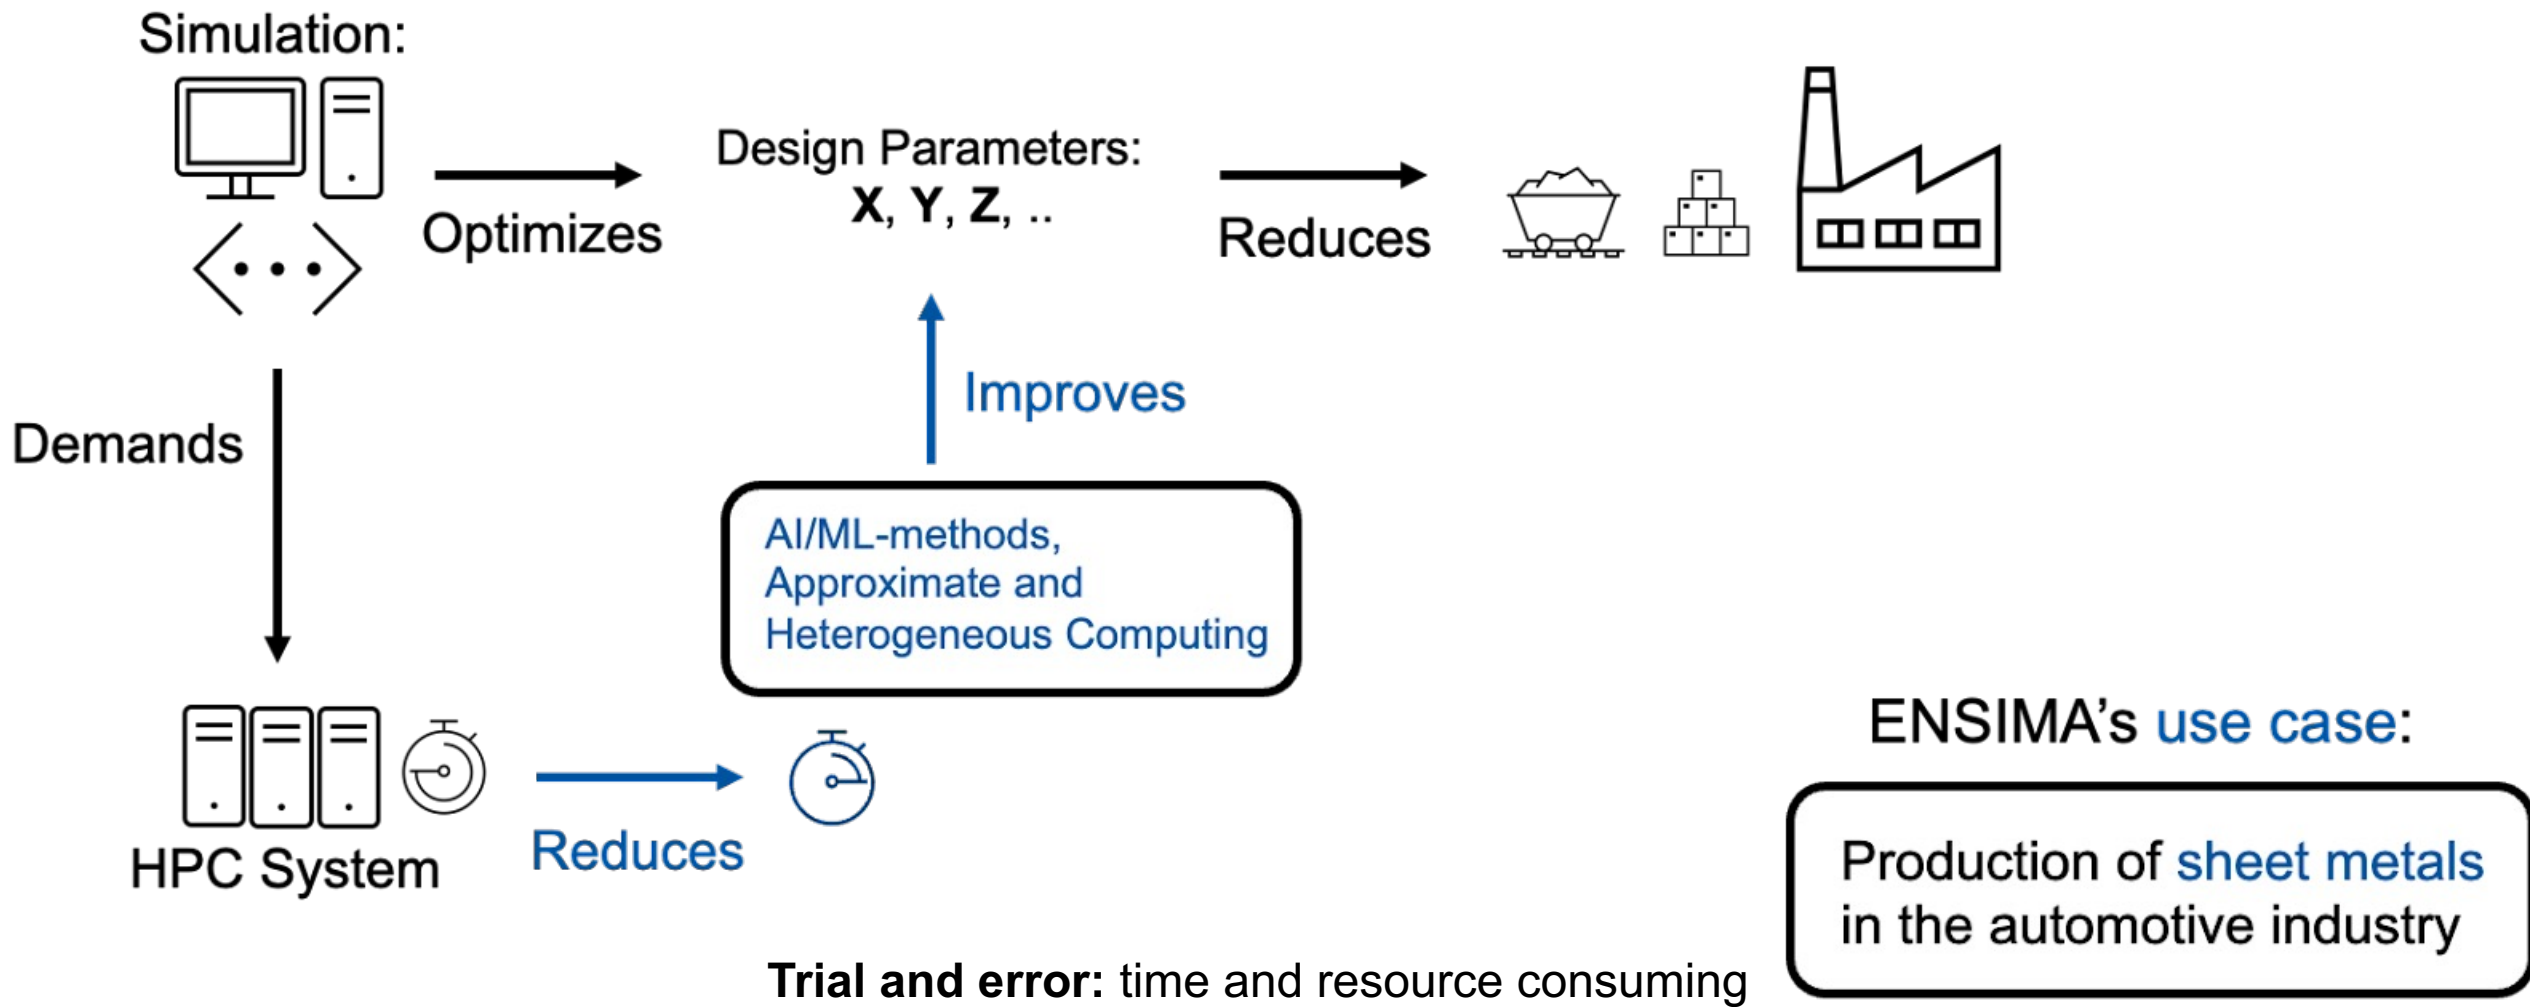 Simulation:
Optimizes
Design Parameters:
X, Y, Z, ..
Reduces
Demands
Improves
AI/ML-methods,
Approximate and
Heterogeneous Computing
HPC System
Reduces
ENSIMA’s use case:
Production of sheet metals
in the automotive industry
Trial and error: time and resource consuming